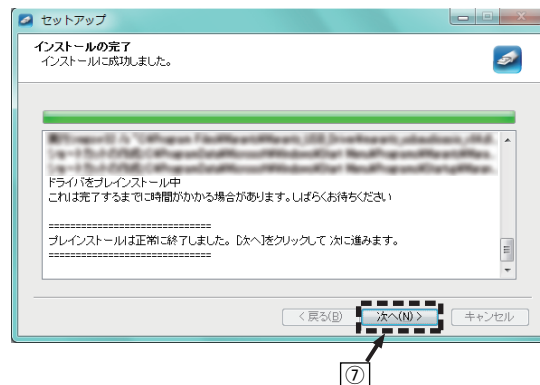 セットアップ
インストールの完了
インストールに成功しました。
ドライバをプレインストール中
これは完了するまでに時間がかかる場合があります。しばらくお待ちください
==============================
プレインストールは正常に終了しました。[次へ]をクリックして次に進みます。
==============================
< 戻る(B)
次へ(N) >
キャンセル
⑦